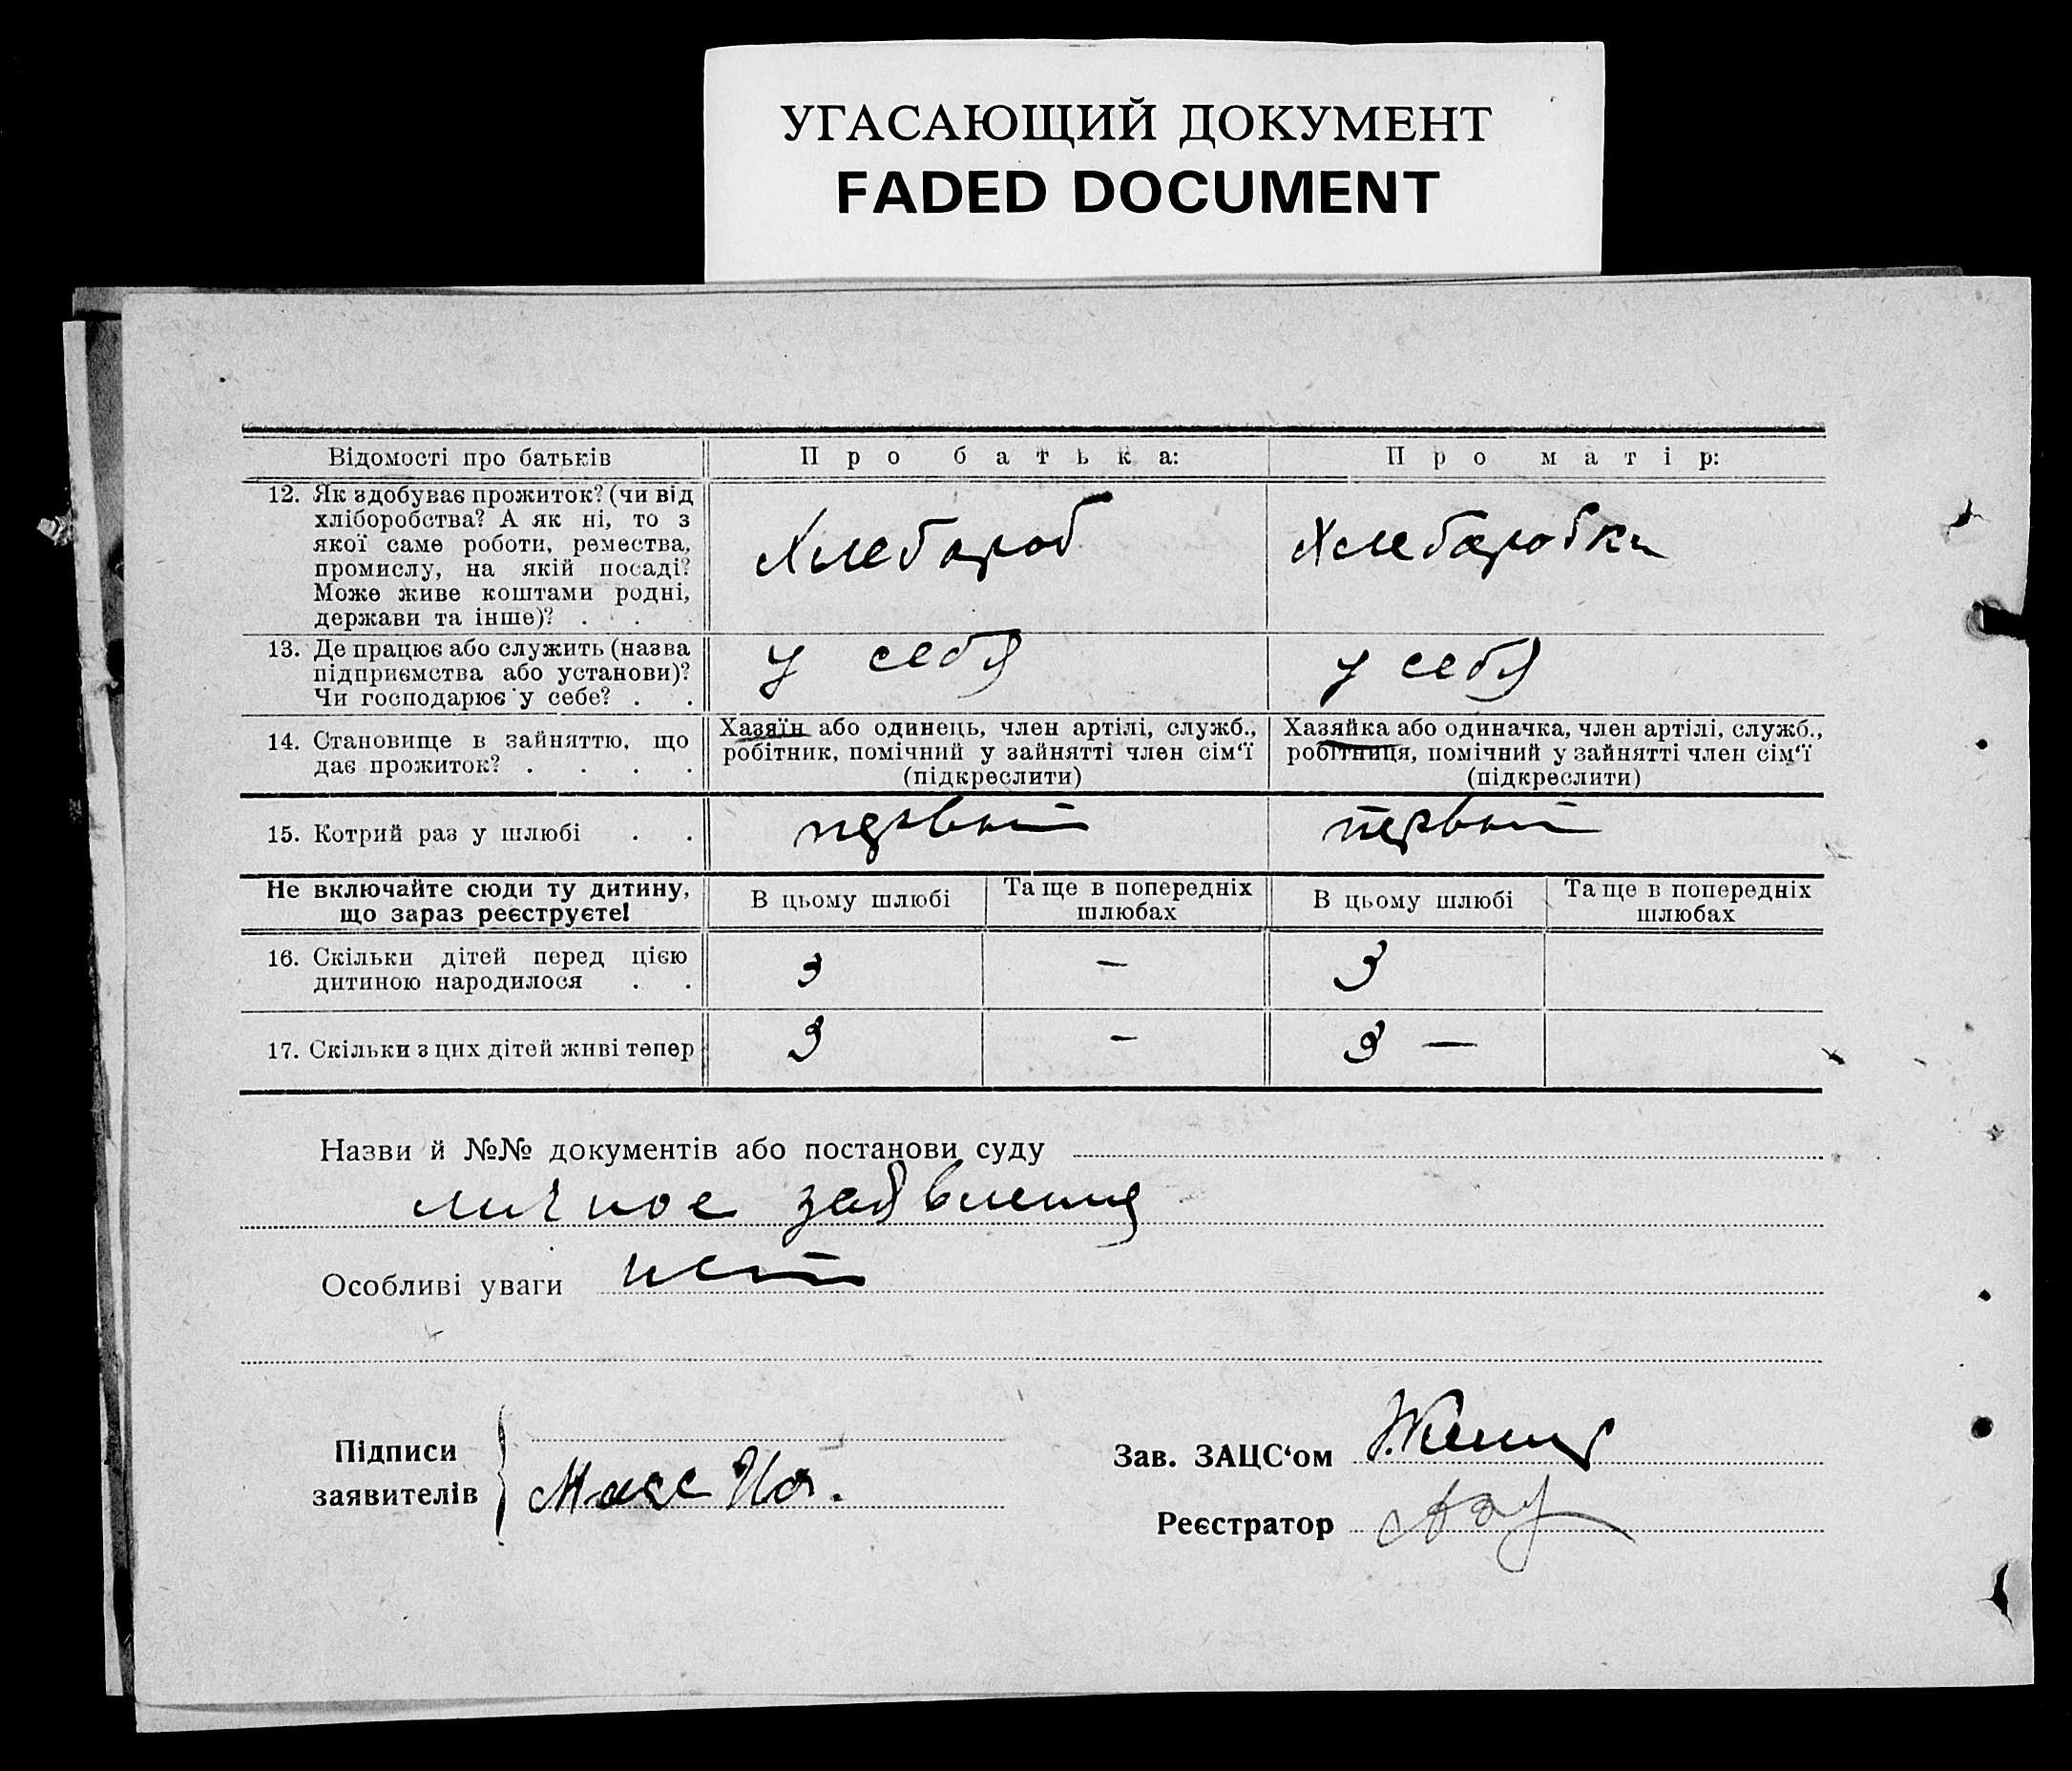 УГАСАЮЩИЙ ДОКУМЕНТ
FADED DOCUMENT
Відомості про батьків
Про батька:
Про матір:
12. Як здобуває прожиток? (чи від
хліборобства? А як ні, то з
якої саме роботи, ремества,
промислу, на якій посаді?
Може живе коштами родні,
держави та інше)? . . .
Хлебороб
Хлеборобка
13. Де працює або служить (назва
підприємства або установи)?
Чи господарює у себе? . .
у себя
у себя
14. Становище в зайняттю, що
дає прожиток? . . . .
Хазяїн або одинець, член артілі, служб.,
робітник, помічний у зайнятті член сім‘ї
(підкреслити)
Хазяйка або одиначка, член артілі, служб.,
робітниця, помічний у зайнятті член сім‘ї
(підкреслити)
15. Котрий раз у шлюбі . .
первый
первый
Не включайте сюди ту дитину,
що зараз реєструєте!
В цьому шлюбі
Та ще в попередніх
шлюбах
В цьому шлюбі
Та ще в попередніх
шлюбах
16. Скільки дітей перед цією
дитиною народилося . .
3
—
3
17. Скільки з цих дітей живі тепер
3
—
3 —
Назви й №№ документів або постанови суду
личное заявления
Особливі уваги нет
Підписи
заявителів
Зав. ЗАЦС‘ом
Реєстратор